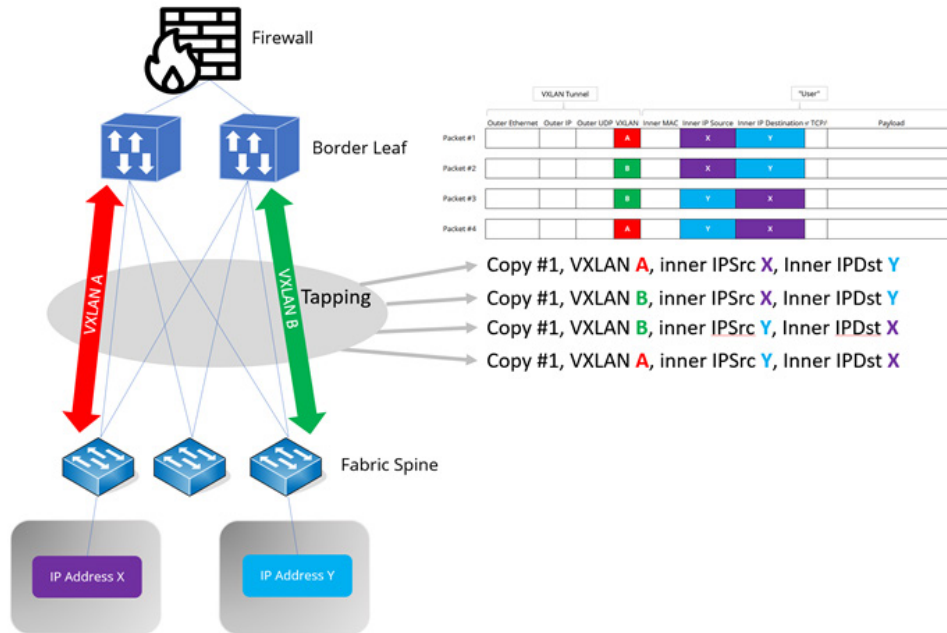 Firewall
Border Leaf
VXLAN A
VXLAN B
Tapping
Fabric Spine
IP Address X
IP Address Y
VXLAN Tunnel
"User"
Outer Ethernet Outer IP Outer UDP VXLAN Inner MAC Inner IP Source Inner IP Destination r TCP/ Payload
Packet #1 A X Y
Packet #2 B X Y
Packet #3 B Y X
Packet #4 A Y X
Copy #1, VXLAN A, inner IPSrc X, Inner IPDst Y
Copy #1, VXLAN B, inner IPSrc X, Inner IPDst Y
Copy #1, VXLAN B, inner IPSrc Y, Inner IPDst X
Copy #1, VXLAN A, inner IPSrc Y, Inner IPDst X